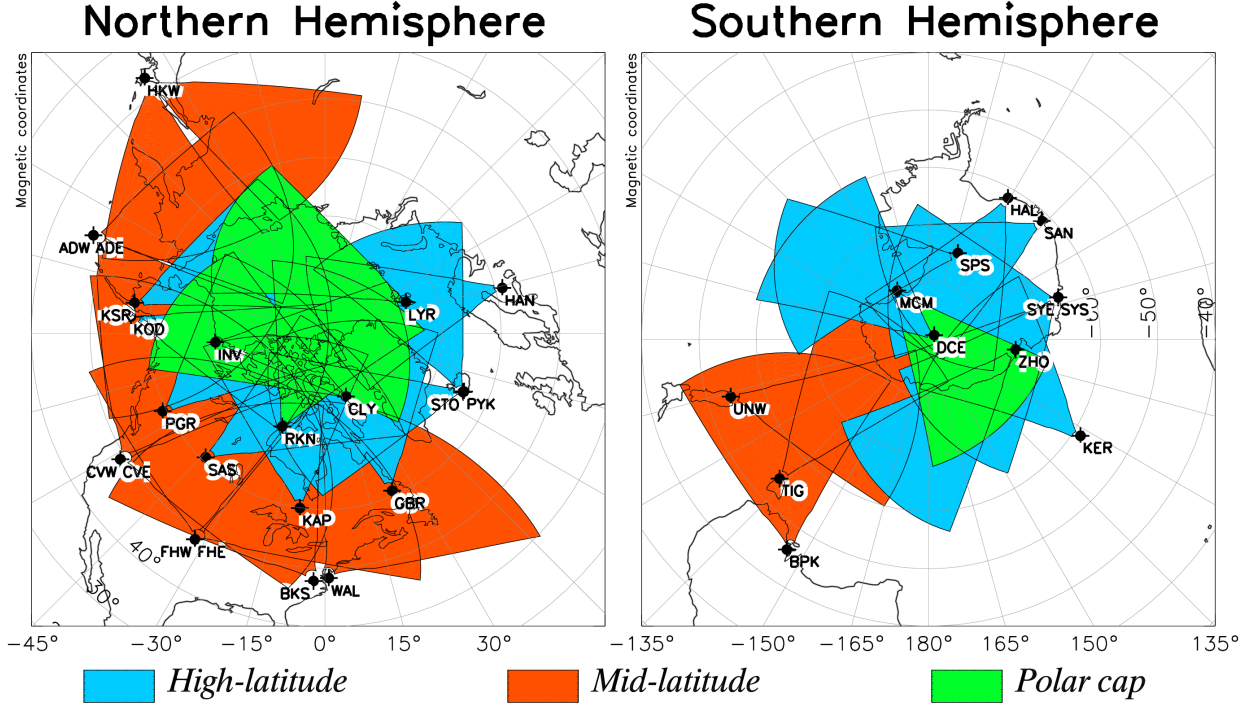 Northern Hemisphere
Southern Hemisphere
Magnetic coordinates
HKW
ADW ADE
KSR
KOD
INV
LYR
HAN
STO PYK
CLY
PGR
RKN
CVW CVE
SAS
GBR
KAP
FHW FHE
BKS
WAL
40°
50°
-45°
-30°
-15°
0
15°
30°
Magnetic coordinates
HAL
SAN
SPS
MCM
SYE SYS
-60°
-50°
-40
DCE
ZHO
UNW
KER
TIG
BPK
-135°
-150°
-165°
180°
165°
150°
135°
High-latitude
Mid-latitude
Polar cap